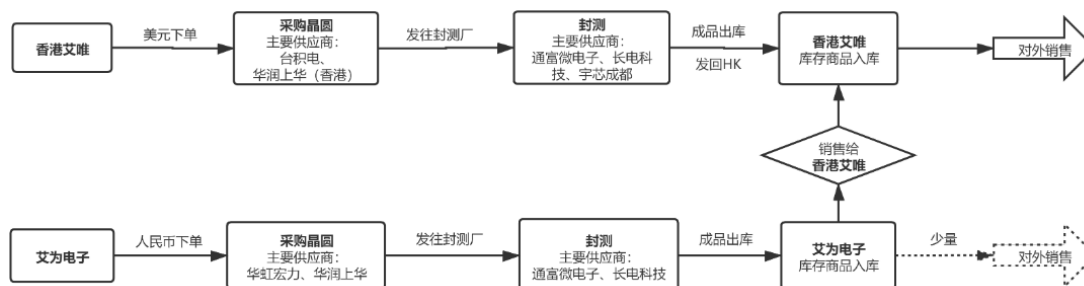 香港艾唯
美元下单
采购晶圆
主要供应商：
台积电、
华润上华（香港）
发往封测厂
封测
主要供应商：
通富微电子、长电科
技、宇芯成都
成品出库
发回HK
香港艾唯
库存商品入库
对外销售
销售给
香港艾唯
艾为电子
人民币下单
采购晶圆
主要供应商：
华虹宏力、华润上华
发往封测厂
封测
主要供应商：
通富微电子、长电科技
成品出库
艾为电子
库存商品入库
少量
对外销售